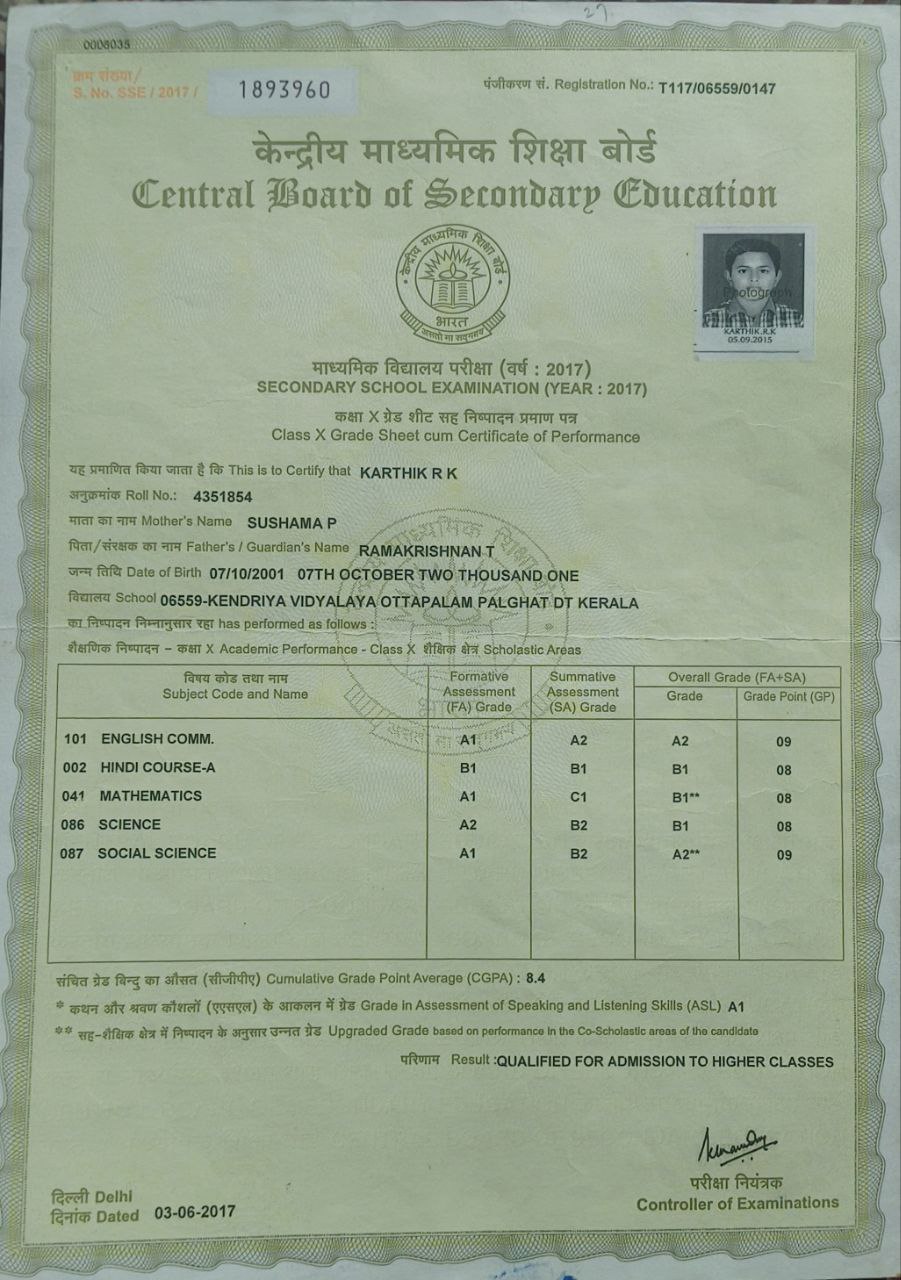 27.
0006035
क्रम संख्या/
S. No. SSE / 2017 / 1893960
पंजीकरण सं. Registration No.: T117/06559/0147
केन्द्रीय माध्यमिक शिक्षा बोर्ड
Central Board of Secondary Education
केन्द्रीय माध्यमिक शिक्षा बोर्ड
भारत
असतो मा सद्गमय
Photograph
KARTHIK.R.K
05.09.2015
माध्यमिक विद्यालय परीक्षा (वर्ष : 2017)
SECONDARY SCHOOL EXAMINATION (YEAR : 2017)
कक्षा X ग्रेड शीट सह निष्पादन प्रमाण पत्र
Class X Grade Sheet cum Certificate of Performance
यह प्रमाणित किया जाता है कि This is to Certify that KARTHIK R K
अनुक्रमांक Roll No.: 4351854
माता का नाम Mother's Name SUSHAMA P
पिता/संरक्षक का नाम Father's / Guardian's Name RAMAKRISHNAN T
जन्म तिथि Date of Birth 07/10/2001 07TH OCTOBER TWO THOUSAND ONE
विद्यालय School 06559-KENDRIYA VIDYALAYA OTTAPALAM PALGHAT DT KERALA
का निष्पादन निम्नानुसार रहा has performed as follows :
शैक्षणिक निष्पादन – कक्षा X Academic Performance - Class X शैक्षिक क्षेत्र Scholastic Areas
विषय कोड तथा नाम
Subject Code and Name
Formative
Assessment
(FA) Grade
Summative
Assessment
(SA) Grade
Overall Grade (FA+SA)
Grade Grade Point (GP)
101 ENGLISH COMM. A1 A2 A2 09
002 HINDI COURSE-A B1 B1 B1 08
041 MATHEMATICS A1 C1 B1** 08
086 SCIENCE A2 B2 B1 08
087 SOCIAL SCIENCE A1 B2 A2** 09
संचित ग्रेड बिन्दु का औसत (सीजीपीए) Cumulative Grade Point Average (CGPA) : 8.4
* कथन और श्रवण कौशलों (एएसएल) के आकलन में ग्रेड Grade in Assessment of Speaking and Listening Skills (ASL) A1
** सह-शैक्षिक क्षेत्र में निष्पादन के अनुसार उन्नत ग्रेड Upgraded Grade based on performance in the Co-Scholastic areas of the candidate
परिणाम Result :QUALIFIED FOR ADMISSION TO HIGHER CLASSES
दिल्ली Delhi
दिनांक Dated 03-06-2017
परीक्षा नियंत्रक
Controller of Examinations